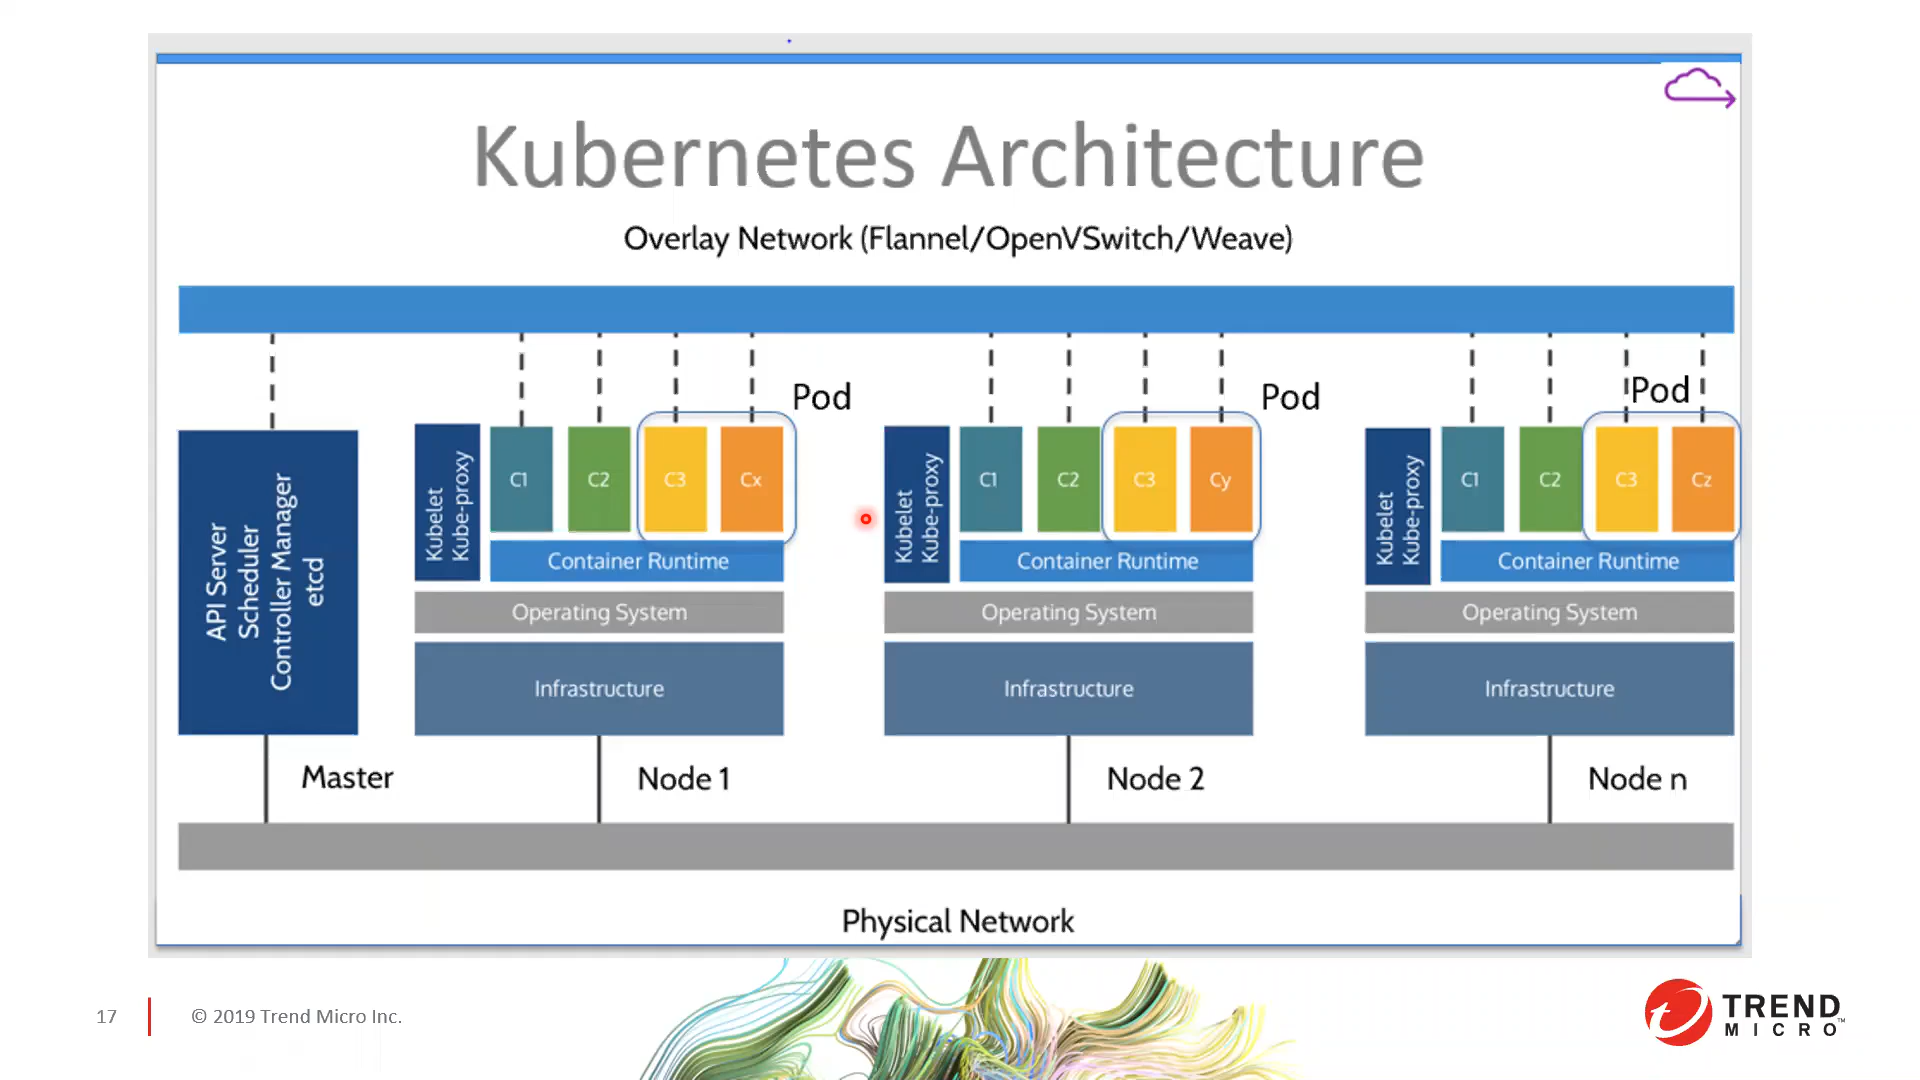 Kubernetes Architecture
Overlay Network (Flannel/OpenVSwitch/Weave)
API Server
Scheduler
Controller Manager
etcd
Master
Kubelet
Kube-proxy
C1
C2
C3
Cx
Pod
Container Runtime
Operating System
Infrastructure
Node 1
Kubelet
Kube-proxy
C1
C2
C3
Cy
Pod
Container Runtime
Operating System
Infrastructure
Node 2
Kubelet
Kube-proxy
C1
C2
C3
Cz
Pod
Container Runtime
Operating System
Infrastructure
Node n
Physical Network
17
© 2019 Trend Micro Inc.
TREND
MICRO™